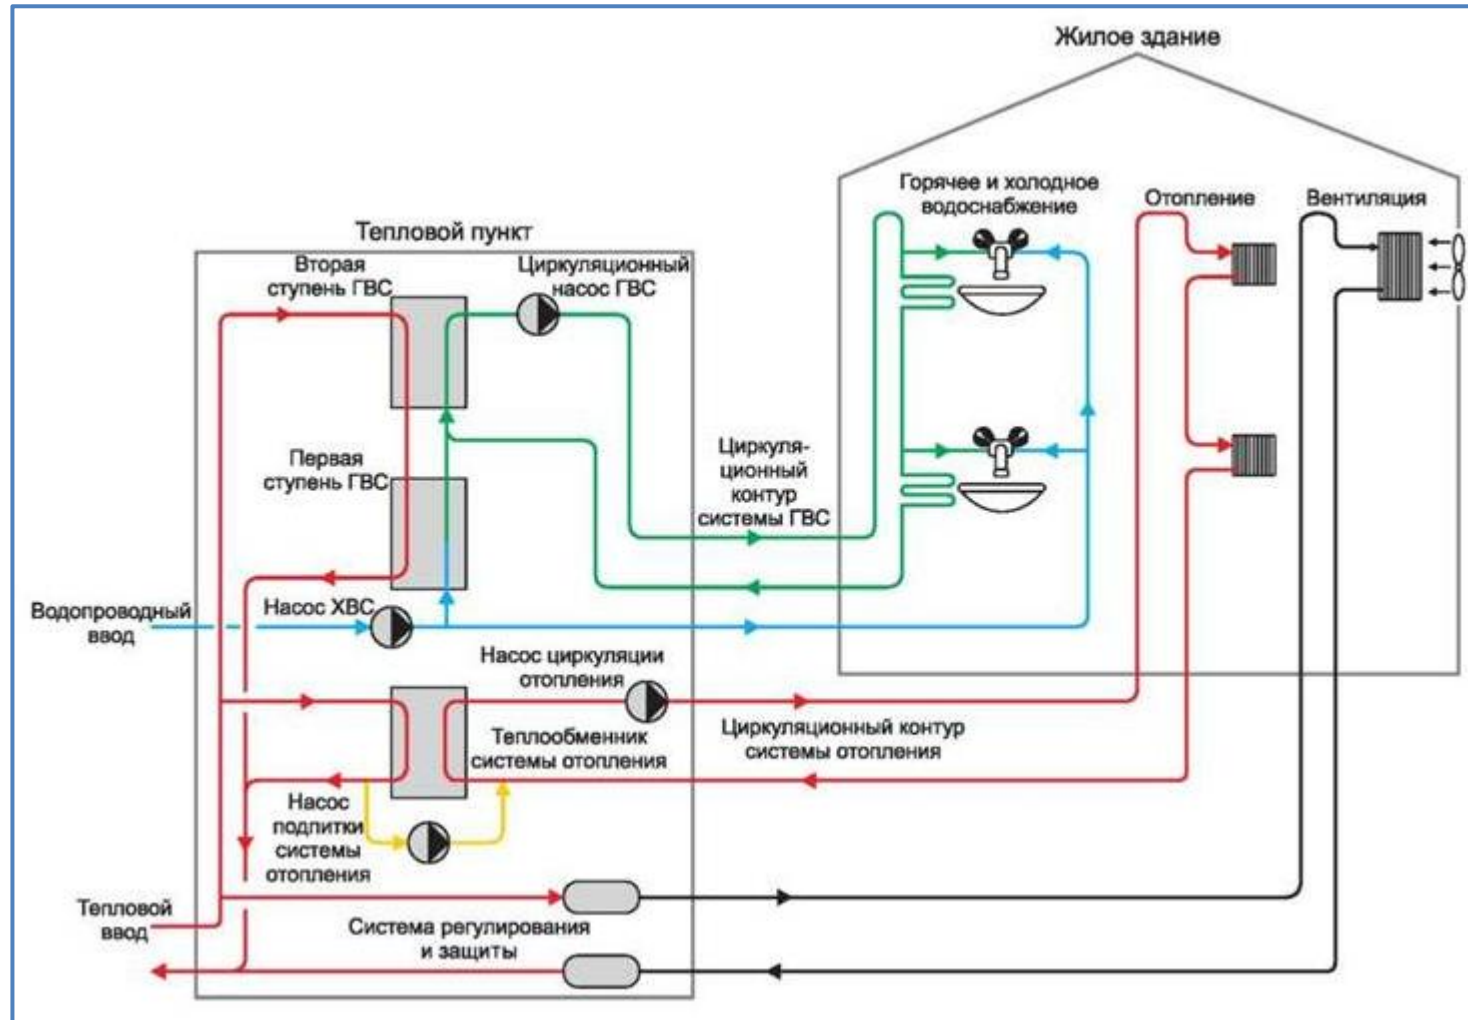 Жилое здание
Горячее и холодное
водоснабжение
Отопление
Вентиляция
Тепловой пункт
Вторая
ступень ГВС
Циркуляционный
насос ГВС
Первая
ступень ГВС
Циркуля-
ционный
контур
системы ГВС
Водопроводный
ввод
Насос ХВС
Насос циркуляции
отопления
Теплообменник
системы отопления
Циркуляционный контур
системы отопления
Насос
подпитки
системы
отопления
Тепловой
ввод
Система регулирования
и защиты